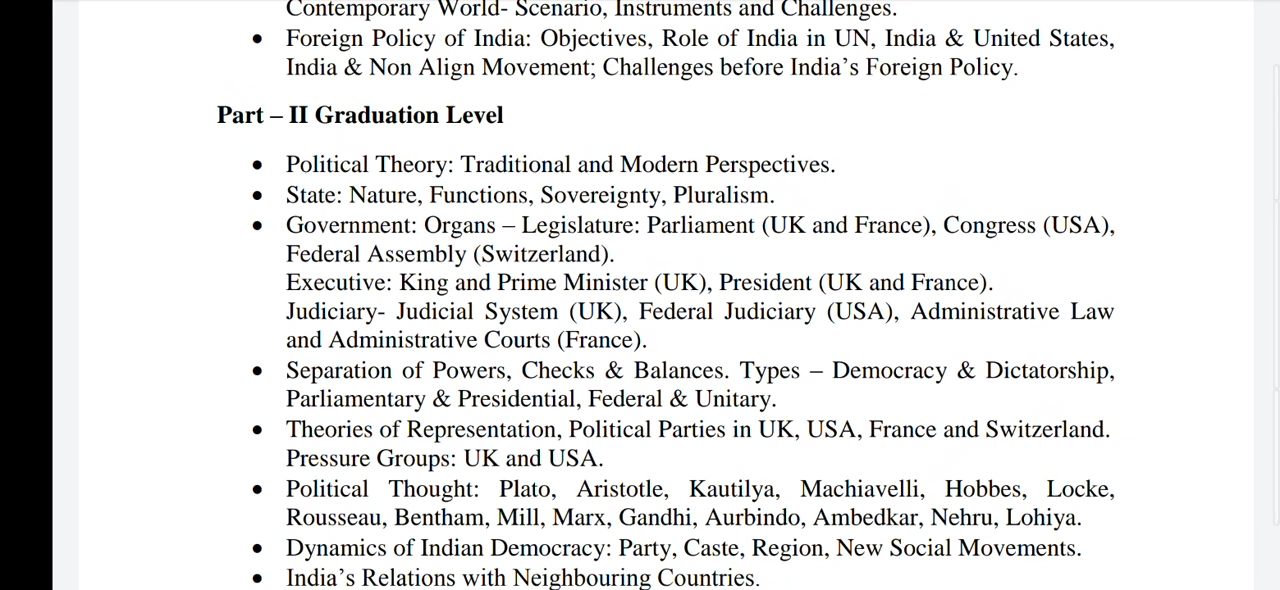 Contemporary World- Scenario, Instruments and Challenges.
• Foreign Policy of India: Objectives, Role of India in UN, India & United States,
India & Non Align Movement; Challenges before India's Foreign Policy.
Part – II Graduation Level
• Political Theory: Traditional and Modern Perspectives.
• State: Nature, Functions, Sovereignty, Pluralism.
• Government: Organs – Legislature: Parliament (UK and France), Congress (USA),
Federal Assembly (Switzerland).
Executive: King and Prime Minister (UK), President (UK and France).
Judiciary- Judicial System (UK), Federal Judiciary (USA), Administrative Law
and Administrative Courts (France).
• Separation of Powers, Checks & Balances. Types – Democracy & Dictatorship,
Parliamentary & Presidential, Federal & Unitary.
• Theories of Representation, Political Parties in UK, USA, France and Switzerland.
Pressure Groups: UK and USA.
• Political Thought: Plato, Aristotle, Kautilya, Machiavelli, Hobbes, Locke,
Rousseau, Bentham, Mill, Marx, Gandhi, Aurbindo, Ambedkar, Nehru, Lohiya.
• Dynamics of Indian Democracy: Party, Caste, Region, New Social Movements.
• India's Relations with Neighbouring Countries.